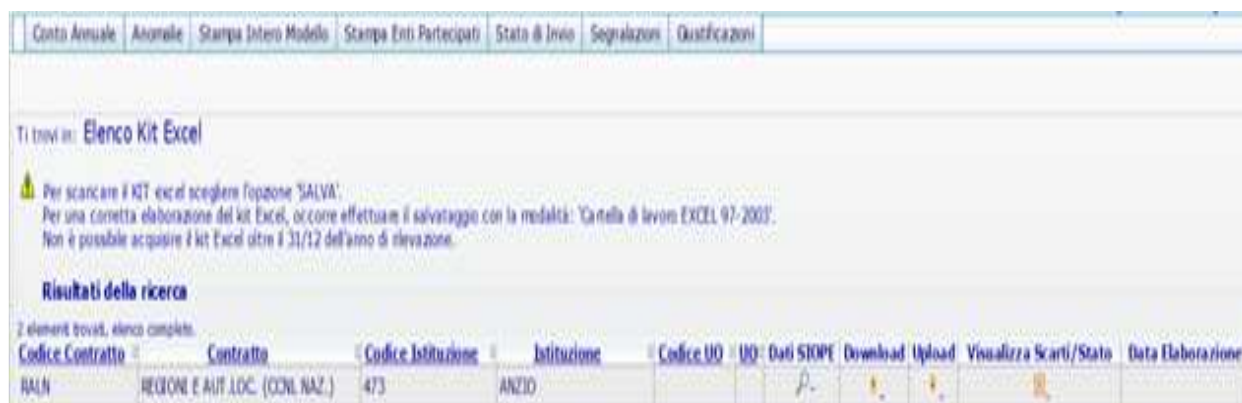 Conto Annuale Anomalie Stampa Intero Modello Stampa Enti Partecipati Stato di Invio Segnalazioni Giustificazioni
Ti trovi in: Elenco Kit Excel
Per scaricare il KIT excel scegliere l'opzione 'SALVA'.
Per una corretta elaborazione del kit Excel, occorre effettuare il salvataggio con la modalità: 'Cartella di lavoro EXCEL 97-2003'.
Non è possibile acquisire il kit Excel oltre il 31/12 dell'anno di rilevazione.
Risultati della ricerca
2 elementi trovati, elenco completo.
Codice Contratto Contratto Codice Istituzione Istituzione Codice UO UO Dati SIOPE Download Upload Visualizza Scarti/Stato Data Elaborazione
RALN REGIONI E AUT.LOC. (CCNL NAZ.) 473 ANZIO